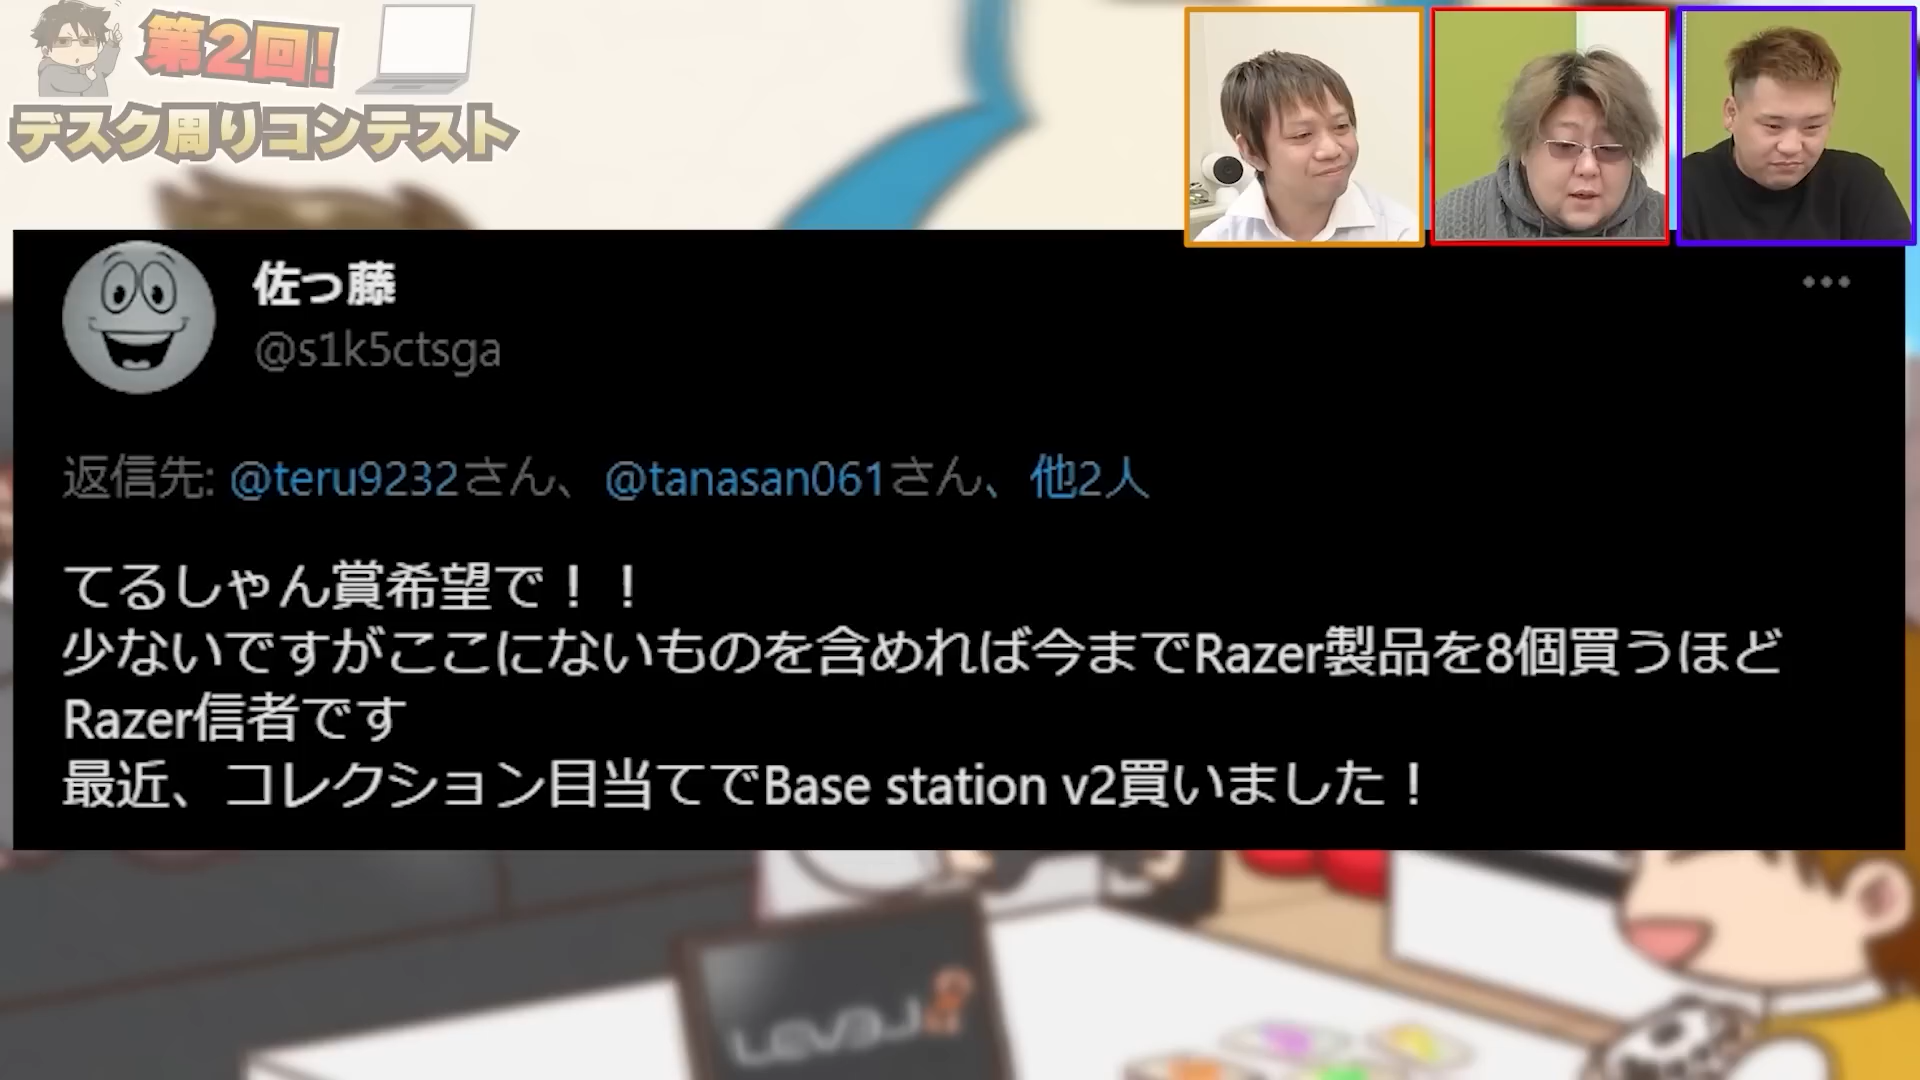 第2回!
デスク周りコンテスト
佐っ藤
@s1k5ctsga
返信先: @teru9232さん、 @tanasan061さん、 他2人
てるしゃん賞希望で！！
少ないですがここにないものを含めれば今までRazer製品を8個買うほど
Razer信者です
最近、コレクション目当てでBase station v2買いました！